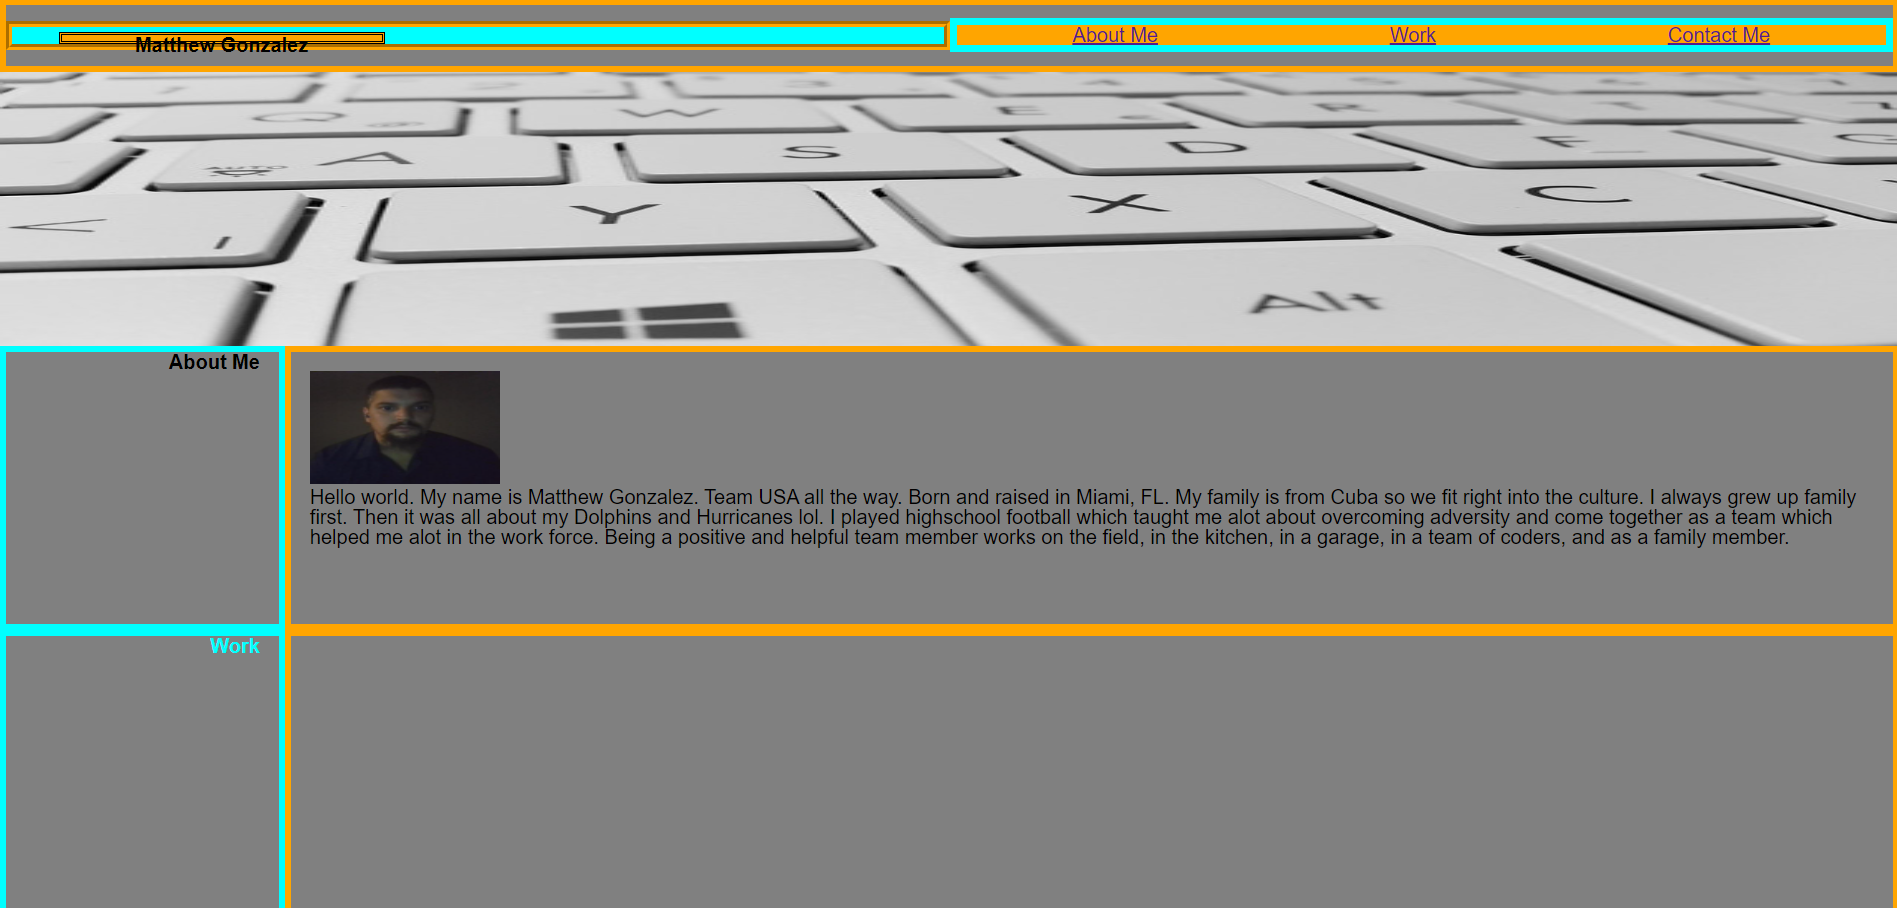 Matthew Gonzalez
About Me Work Contact Me
Q W E R
A S D F G
< Y X C
Alt
About Me
Hello world. My name is Matthew Gonzalez. Team USA all the way. Born and raised in Miami, FL. My family is from Cuba so we fit right into the culture. I always grew up family
first. Then it was all about my Dolphins and Hurricanes lol. I played highschool football which taught me alot about overcoming adversity and come together as a team which
helped me alot in the work force. Being a positive and helpful team member works on the field, in the kitchen, in a garage, in a team of coders, and as a family member.
Work